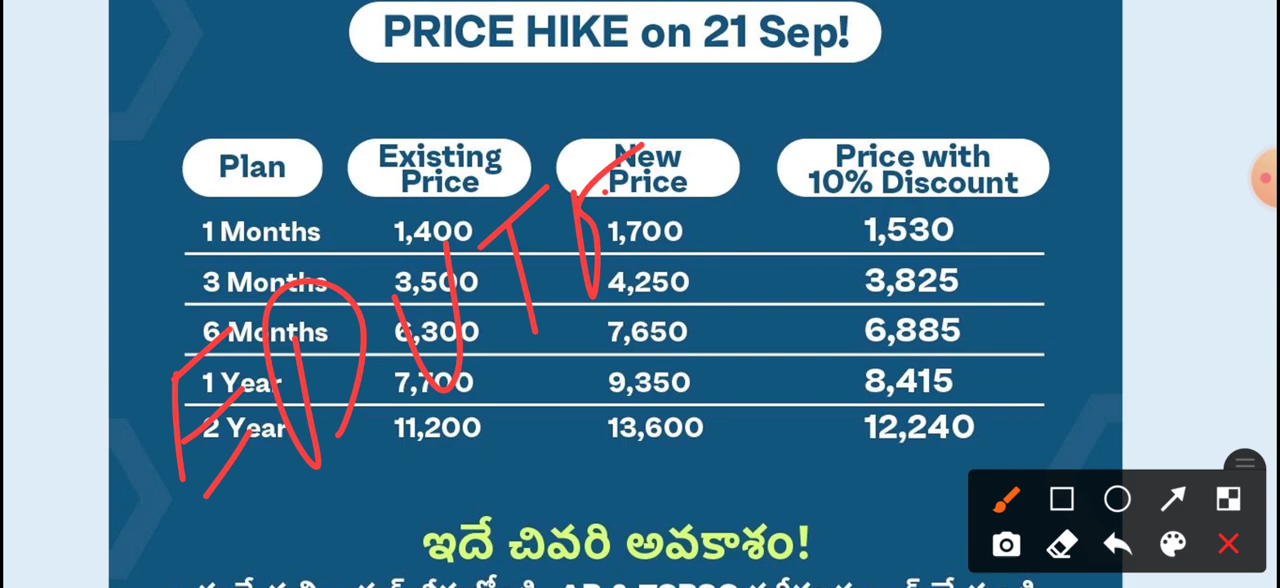 PRICE HIKE on 21 Sep!
Plan Existing Price New Price Price with 10% Discount
1 Months 1,400 1,700 1,530
3 Months 3,500 4,250 3,825
6 Months 6,300 7,650 6,885
1 Year 7,700 9,350 8,415
2 Year 11,200 13,600 12,240
ఇదే చివరి అవకాశం!